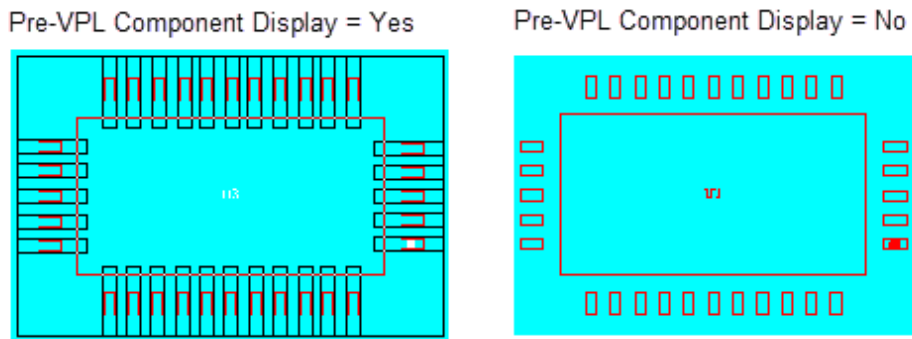 Pre-VPL Component Display = Yes
Pre-VPL Component Display = No